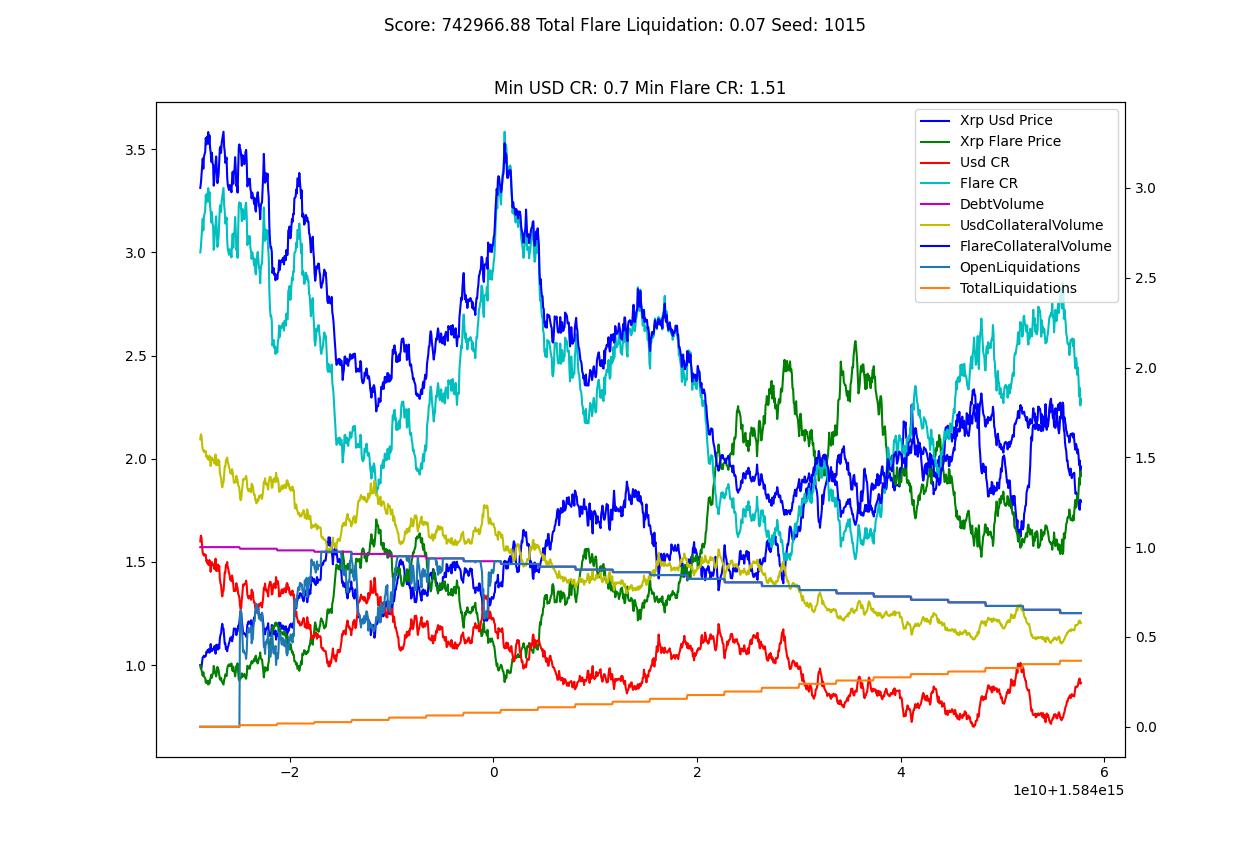 Score: 742966.88 Total Flare Liquidation: 0.07 Seed: 1015
Min USD CR: 0.7 Min Flare CR: 1.51
Xrp Usd Price
Xrp Flare Price
Usd CR
Flare CR
DebtVolume
UsdCollateralVolume
FlareCollateralVolume
OpenLiquidations
TotalLiquidations
3.5
3.0
2.5
2.0
1.5
1.0
3.0
2.5
2.0
1.5
1.0
0.5
0.0
−2 0 2 4 6
1e10+1.584e15